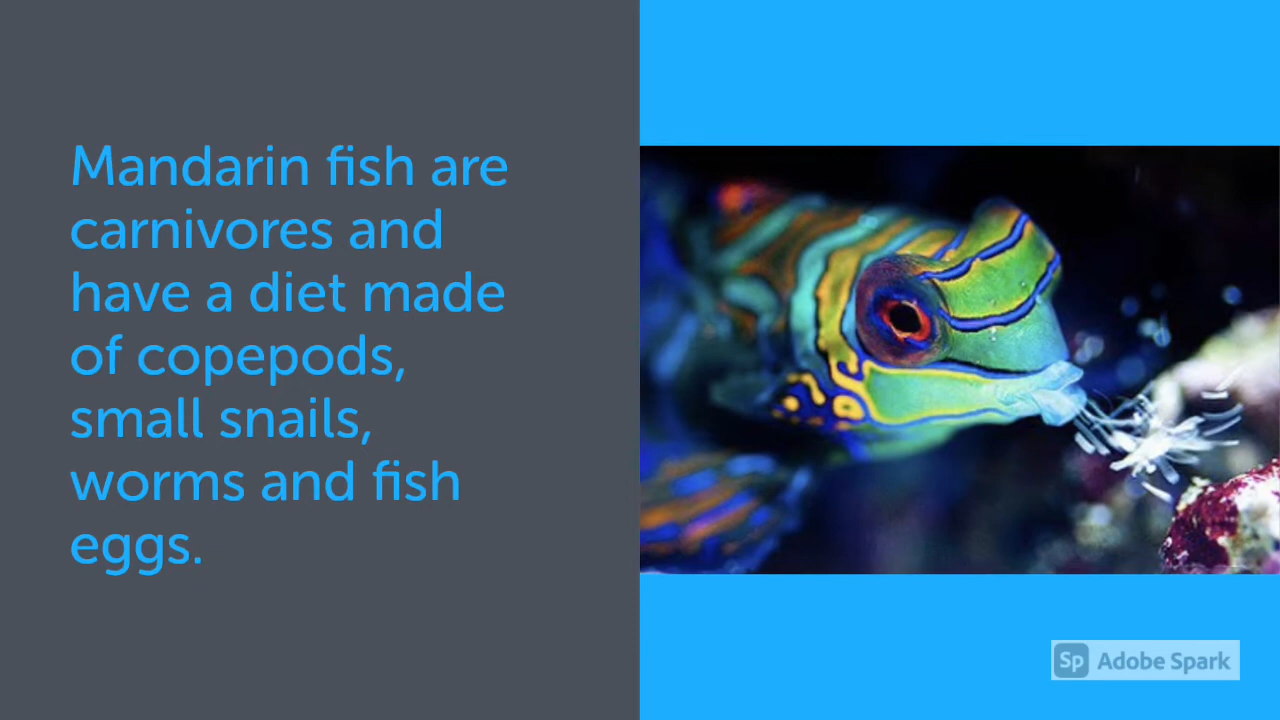 Mandarin fish are
carnivores and
have a diet made
of copepods,
small snails,
worms and fish
eggs.
Sp Adobe Spark